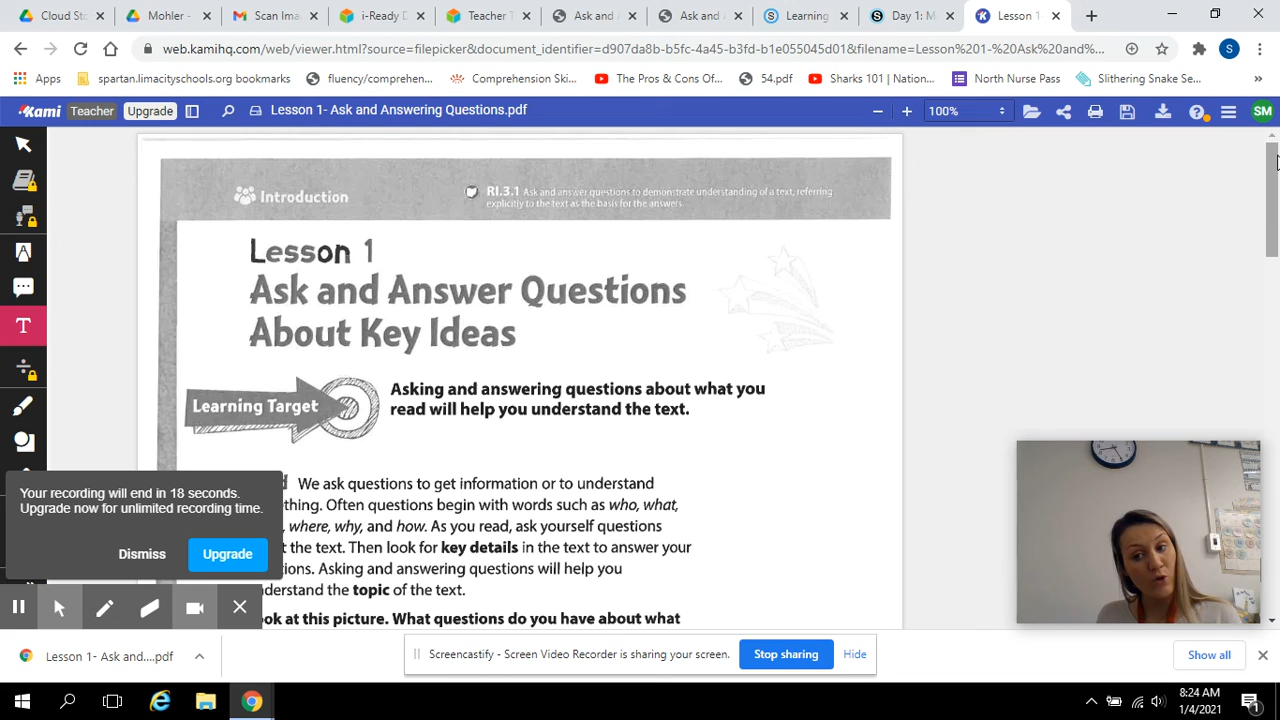 Cloud Sto
Mohler -
Scan Ima
i-Ready D
Teacher T
Ask and
Ask and
Learning
Day 1: M
Lesson 1-
web.kamihq.com/web/viewer.html?source=filepicker&document_identifier=d907da8b-b5fc-4a45-b3fd-b1e055045d01&filename=Lesson%201-%20Ask%20and%...
S
Apps
spartan.limacityschools.org bookmarks
fluency/comprehen...
Comprehension Ski...
The Pros & Cons Of...
54.pdf
Sharks 101 | Nation...
North Nurse Pass
Slithering Snake Se...
»
Kami Teacher Upgrade Lesson 1- Ask and Answering Questions.pdf 100% SM
Introduction
RI.3.1 Ask and answer questions to demonstrate understanding of a text, referring
explicitly to the text as the basis for the answers.
Lesson 1
Ask and Answer Questions
About Key Ideas
Learning Target
Asking and answering questions about what you
read will help you understand the text.
We ask questions to get information or to understand
thing. Often questions begin with words such as who, what,
, where, why, and how. As you read, ask yourself questions
t the text. Then look for key details in the text to answer your
tions. Asking and answering questions will help you
derstand the topic of the text.
ok at this picture. What questions do you have about what
Your recording will end in 18 seconds.
Upgrade now for unlimited recording time.
Dismiss
Upgrade
Lesson 1- Ask and....pdf
Screencastify - Screen Video Recorder is sharing your screen.
Stop sharing
Hide
Show all
8:24 AM
1/4/2021